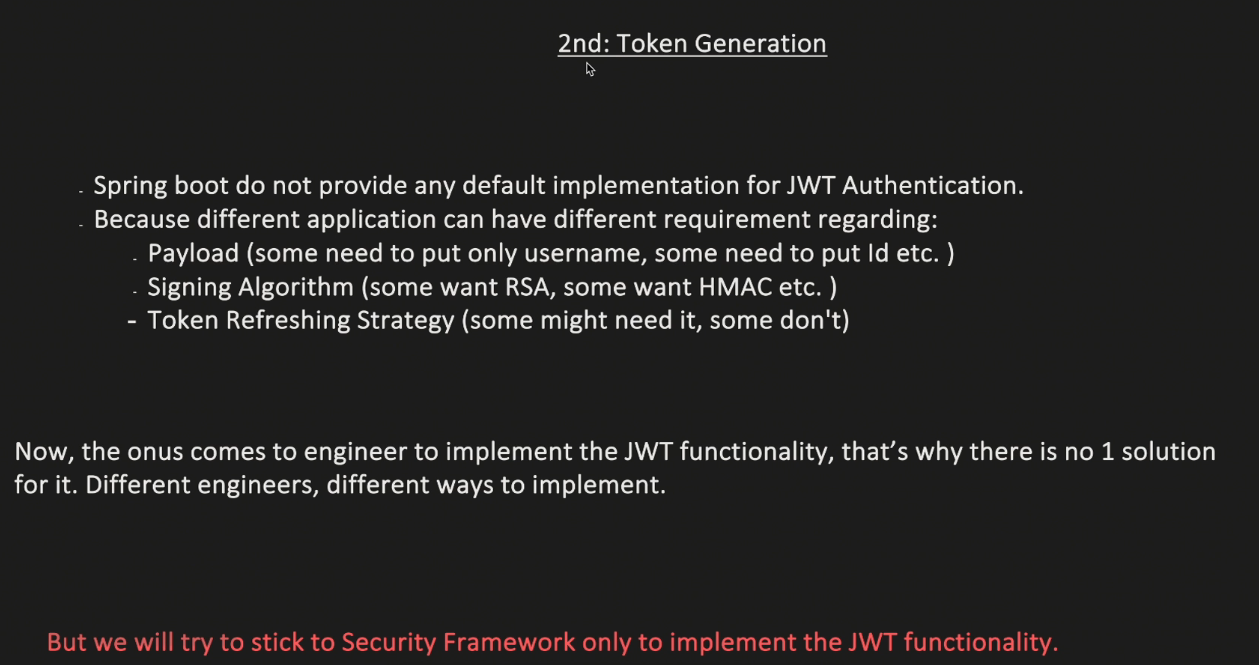 2nd: Token Generation
- Spring boot do not provide any default implementation for JWT Authentication.
- Because different application can have different requirement regarding:
- Payload (some need to put only username, some need to put Id etc. )
- Signing Algorithm (some want RSA, some want HMAC etc. )
- Token Refreshing Strategy (some might need it, some don't)
Now, the onus comes to engineer to implement the JWT functionality, that’s why there is no 1 solution
for it. Different engineers, different ways to implement.
But we will try to stick to Security Framework only to implement the JWT functionality.